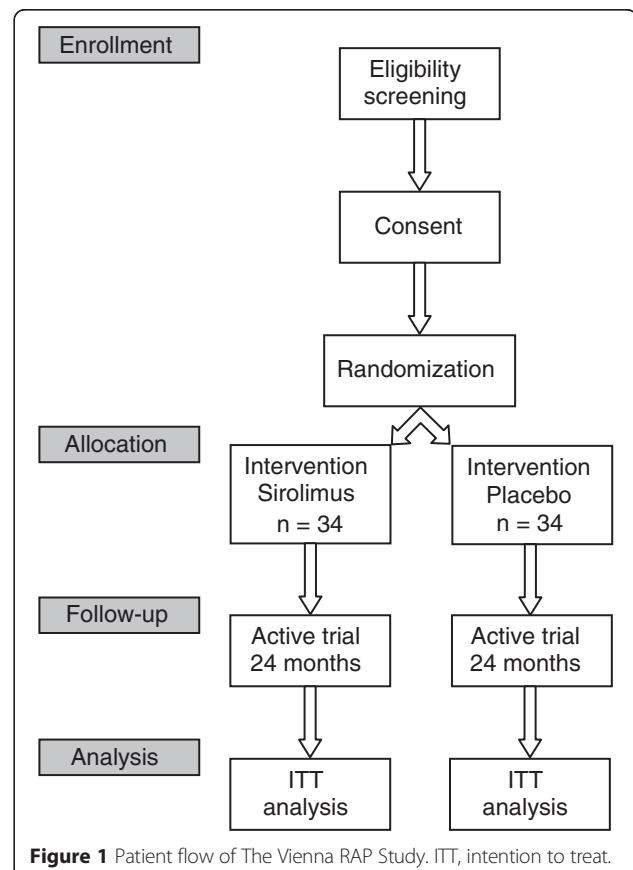 Enrollment
Eligibility
screening
Consent
Randomization
Allocation
Intervention
Sirolimus
n = 34
Intervention
Placebo
n = 34
Follow-up
Active trial
24 months
Active trial
24 months
Analysis
ITT
analysis
ITT
analysis
Figure 1 Patient flow of The Vienna RAP Study. ITT, intention to treat.